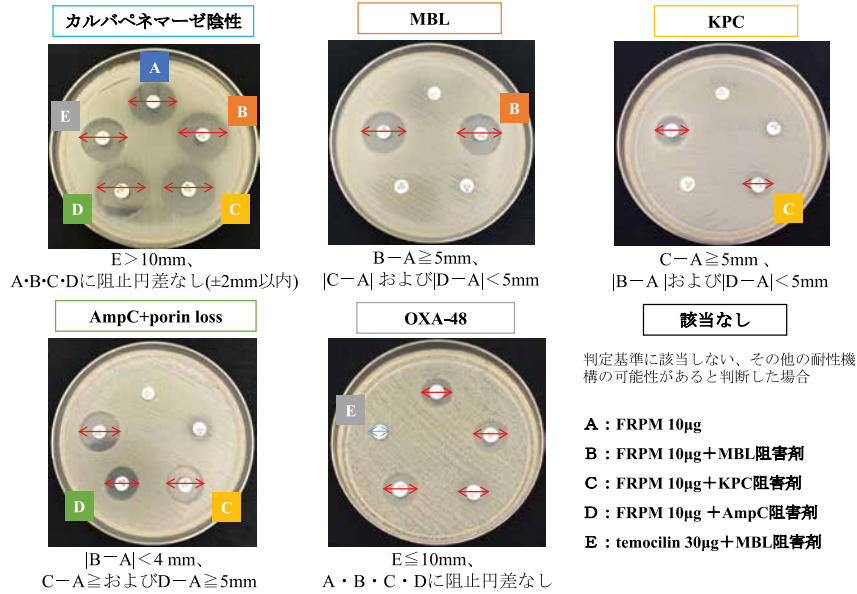 カルバペネマーゼ陰性
MBL
KPC
A
B
C
D
E
B
C
E＞10mm、
A・B・C・Dに阻止円差なし(±2mm以内)
B－A≧5mm、
|C－A| および|D－A|＜5mm
C－A≧5mm 、
|B－A |および|D－A|＜5mm
AmpC+porin loss
OXA-48
該当なし
D
C
E
判定基準に該当しない、その他の耐性機
構の可能性があると判断した場合
A：FRPM 10μg
B：FRPM 10μg＋MBL阻害剤
C：FRPM 10μg＋KPC阻害剤
D：FRPM 10μg ＋AmpC阻害剤
E：temocilin 30μg＋MBL阻害剤
|B－A|＜4 mm、
C－A≧およびD－A≧5mm
E≦10mm、
A・B・C・Dに阻止円差なし